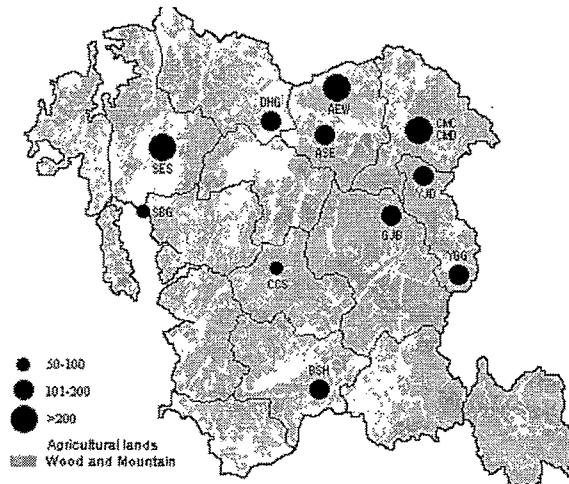 DHG
AEW
CMC
CMD
ASE
SES
YJD
SBG
GJB
YGG
CCS
BSH
50-100
101-200
>200
Agricultural lands
Wood and Mountain